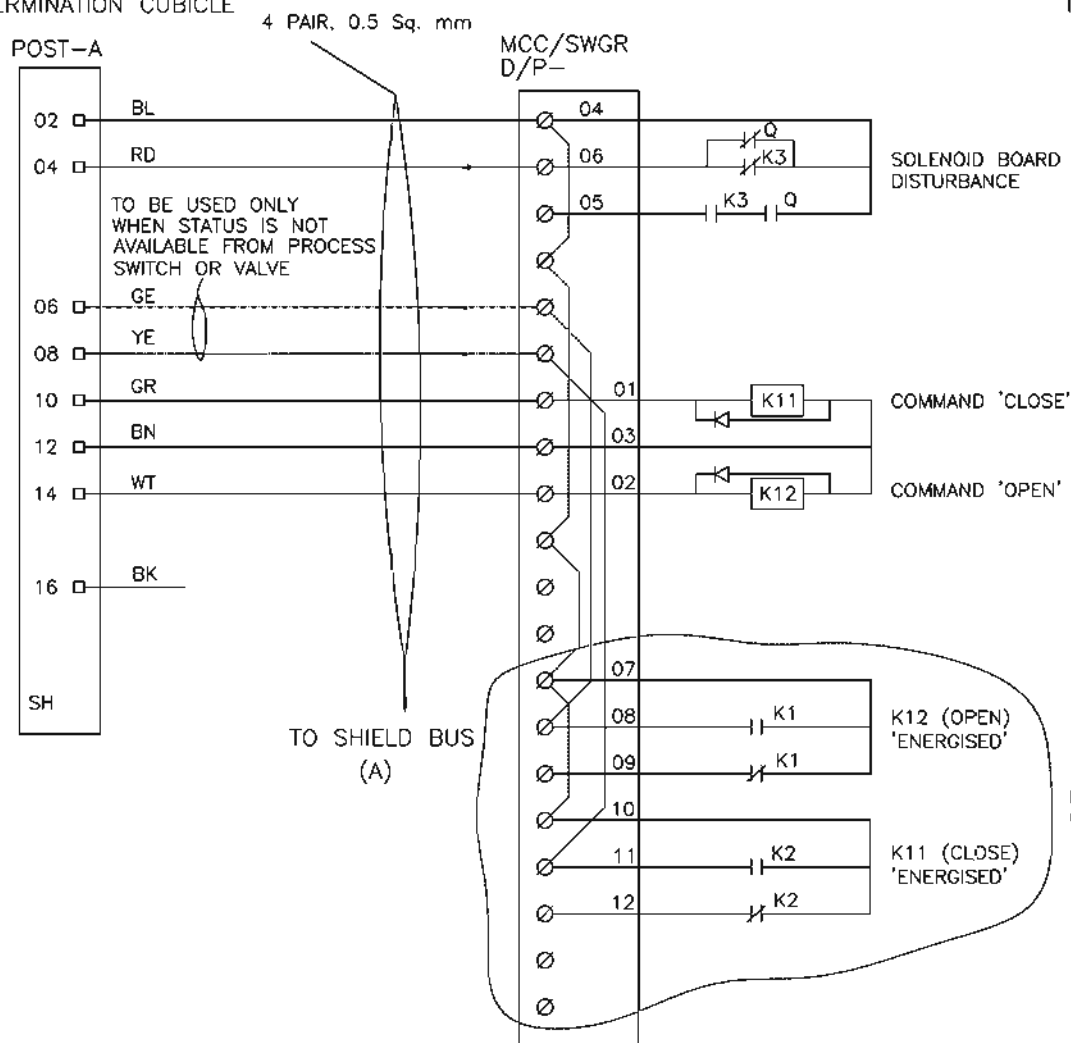 ERMINATION CUBICLE
4 PAIR, 0.5 Sq. mm
POST-A
MCC/SWGR
D/P-
02 BL 04
Q
04 RD 06 K3
SOLENOID BOARD
DISTURBANCE
05 K3 Q
TO BE USED ONLY
WHEN STATUS IS NOT
AVAILABLE FROM PROCESS
SWITCH OR VALVE
06 GE
08 YE
10 GR 01 K11 COMMAND 'CLOSE'
12 BN 03
14 WT 02 K12 COMMAND 'OPEN'
16 BK
SH
TO SHIELD BUS
(A)
07
08 K1 K12 (OPEN)
'ENERGISED'
09 K1
10
11 K2 K11 (CLOSE)
'ENERGISED'
12 K2